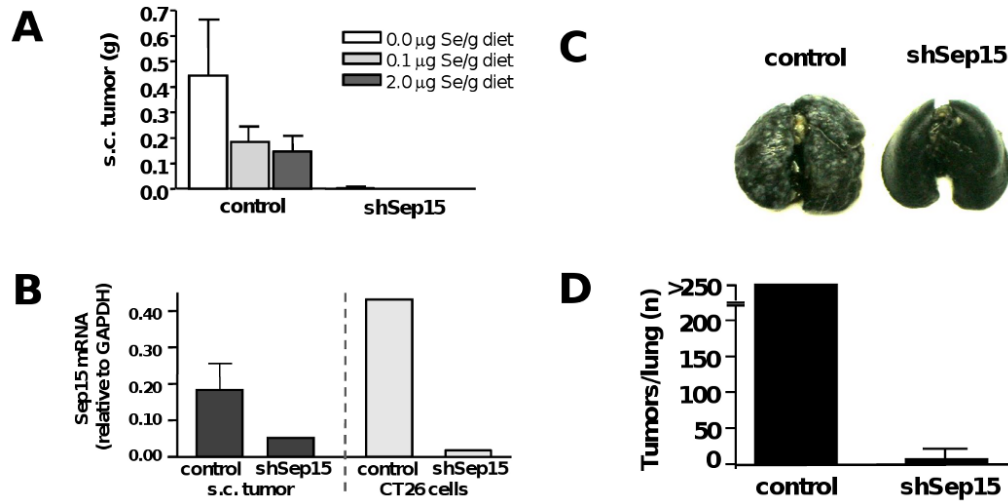 A
s.c. tumor (g)
0.7
0.6
0.5
0.4
0.3
0.2
0.1
0.0
0.0 µg Se/g diet
0.1 µg Se/g diet
2.0 µg Se/g diet
control shSep15
B
Sep15 mRNA
(relative to GAPDH)
0.40
0.30
0.20
0.10
0.00
control shSep15 control shSep15
s.c. tumor CT26 cells
C
control shSep15
D
Tumors/lung (n)
>250
200
150
100
50
0
control shSep15